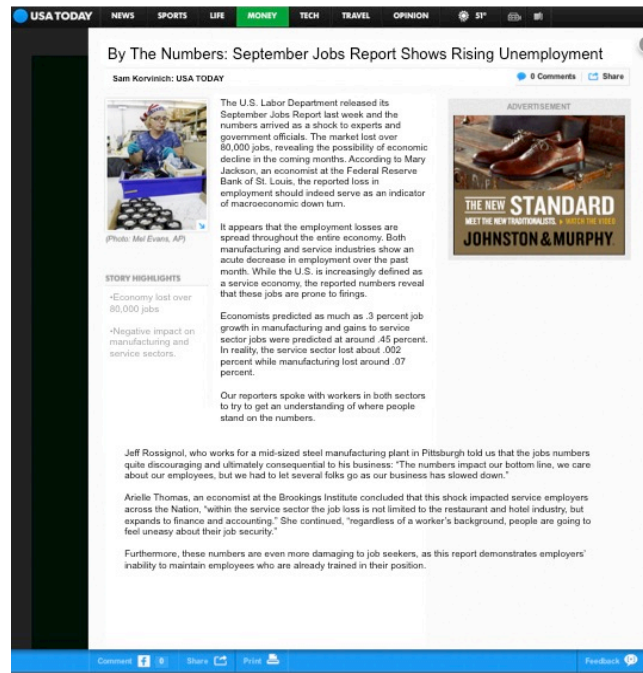 USA TODAY NEWS SPORTS LIFE MONEY TECH TRAVEL OPINION 51°
By The Numbers: September Jobs Report Shows Rising Unemployment
Sam Korvinich: USA TODAY
0 Comments Share
The U.S. Labor Department released its
September Jobs Report last week and the
numbers arrived as a shock to experts and
government officials. The market lost over
80,000 jobs, revealing the possibility of economic
decline in the coming months. According to Mary
Jackson, an economist at the Federal Reserve
Bank of St. Louis, the reported loss in
employment should indeed serve as an indicator
of macroeconomic down turn.
(Photo: Mel Evans, AP)
STORY HIGHLIGHTS
•Economy lost over
80,000 jobs
•Negative impact on
manufacturing and
service sectors.
It appears that the employment losses are
spread throughout the entire economy. Both
manufacturing and service industries show an
acute decrease in employment over the past
month. While the U.S. is increasingly defined as
a service economy, the reported numbers reveal
that these jobs are prone to firings.
Economists predicted as much as .3 percent job
growth in manufacturing and gains to service
sector jobs were predicted at around .45 percent.
In reality, the service sector lost about .002
percent while manufacturing lost around .07
percent.
Our reporters spoke with workers in both sectors
to try to get an understanding of where people
stand on the numbers.
ADVERTISEMENT
THE NEW STANDARD
MEET THE NEW TRADITIONALISTS. WATCH THE VIDEO
JOHNSTON & MURPHY.
Jeff Rossignol, who works for a mid-sized steel manufacturing plant in Pittsburgh told us that the jobs numbers
quite discouraging and ultimately consequential to his business: “The numbers impact our bottom line, we care
about our employees, but we had to let several folks go as our business has slowed down.”
Arielle Thomas, an economist at the Brookings Institute concluded that this shock impacted service employers
across the Nation, “within the service sector the job loss is not limited to the restaurant and hotel industry, but
expands to finance and accounting.” She continued, “regardless of a worker’s background, people are going to
feel uneasy about their job security.”
Furthermore, these numbers are even more damaging to job seekers, as this report demonstrates employers’
inability to maintain employees who are already trained in their position.
Comment 0 Share Print Feedback